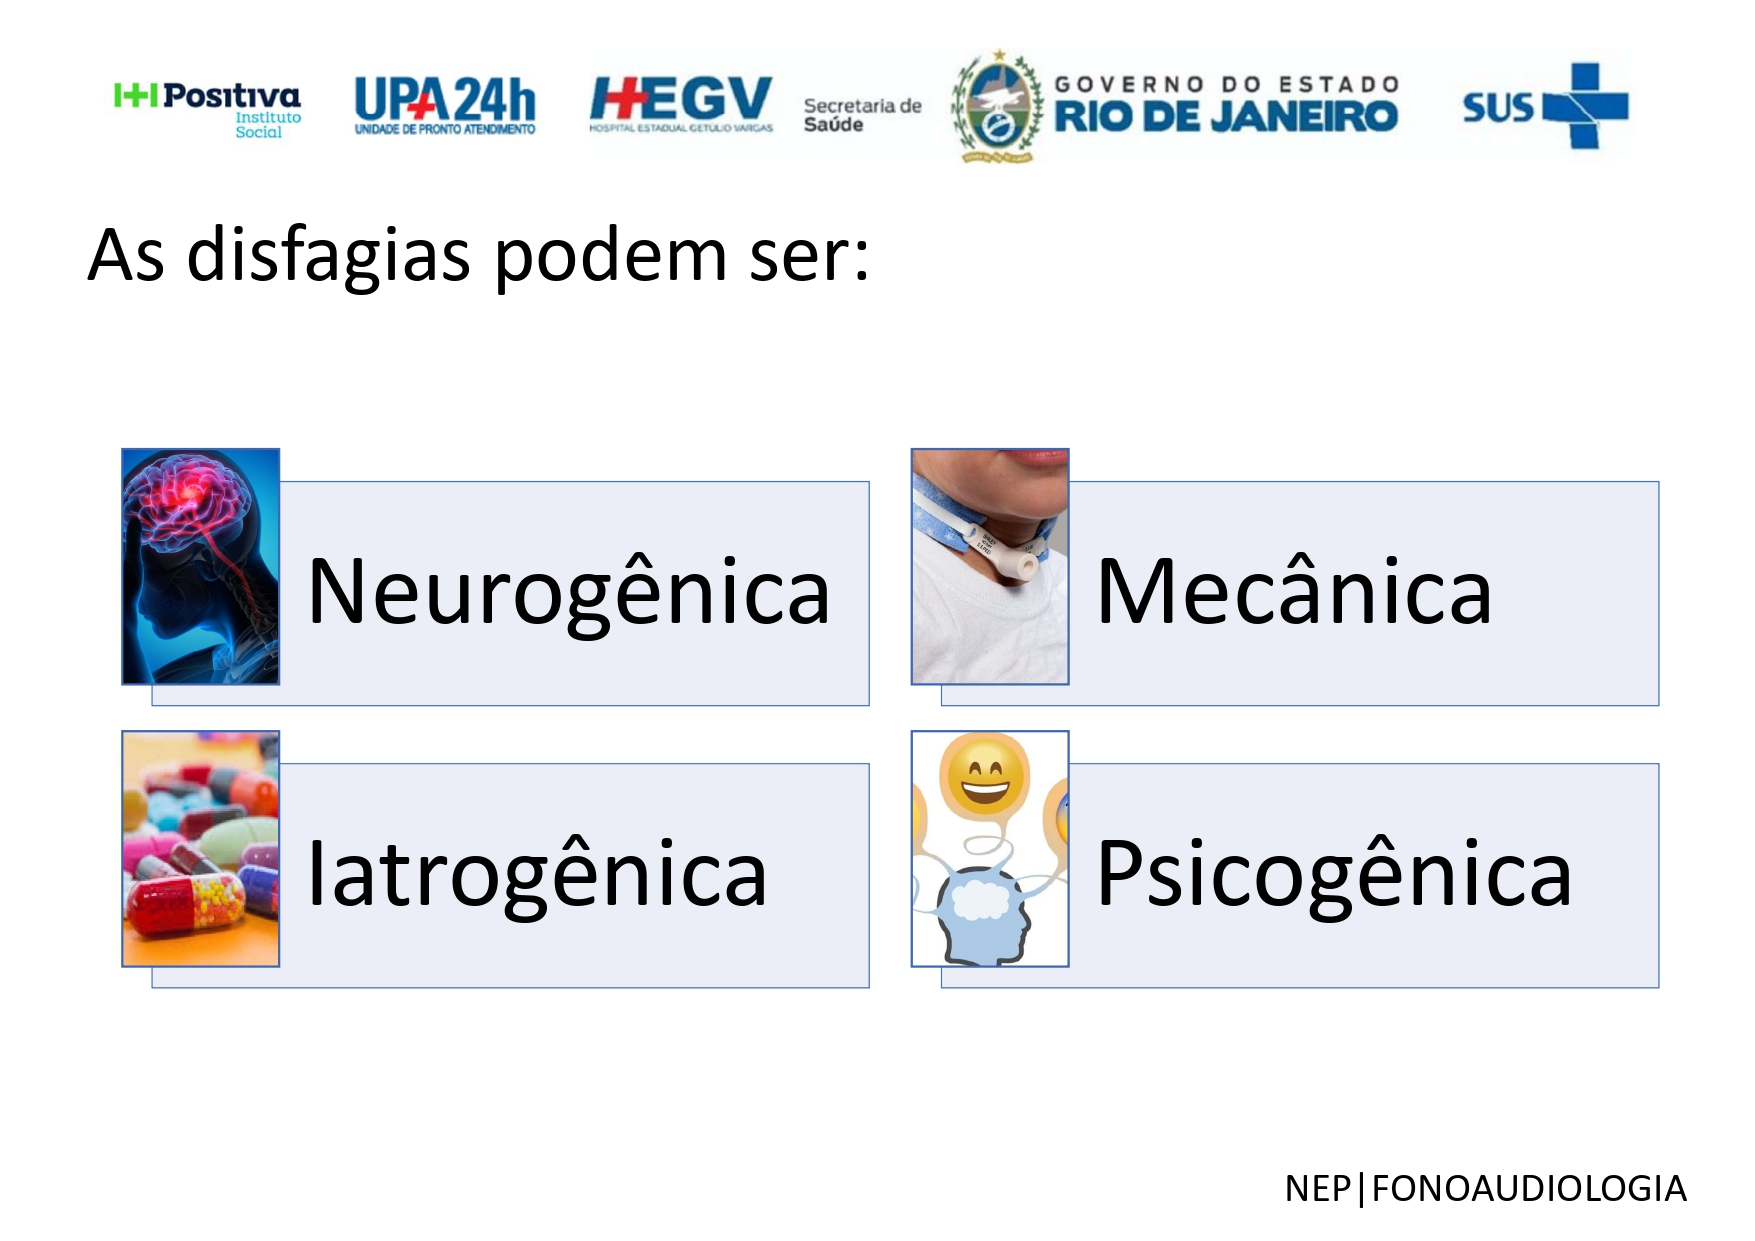 Positiva
Instituto
Social
UPA 24h
UNIDADE DE PRONTO ATENDIMENTO
HEGV
HOSPITAL ESTADUAL GETULIO VARGAS
Secretaria de
Saúde
GOVERNO DO ESTADO
RIO DE JANEIRO
SUS
As disfagias podem ser:
Neurogênica
Mecânica
Iatrogênica
Psicogênica
NEP|FONOAUDIOLOGIA